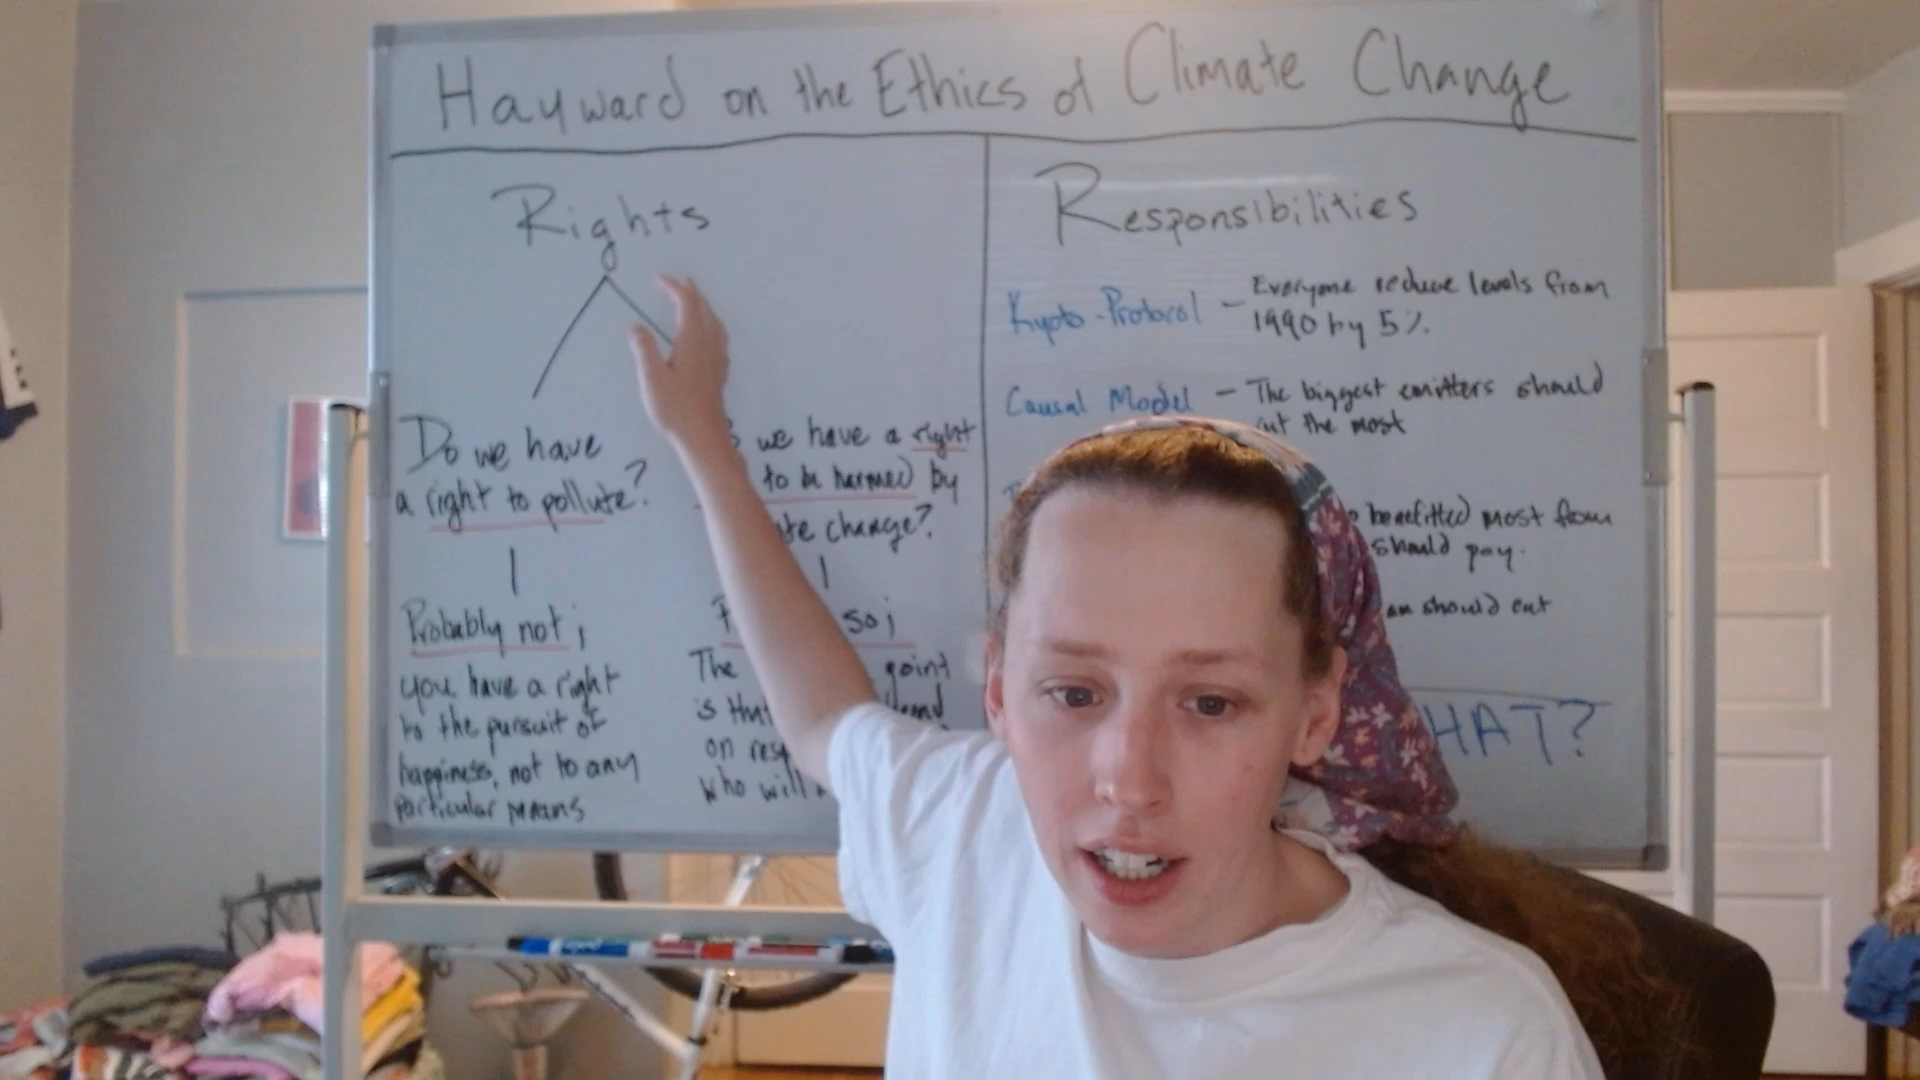 Hayward on the Ethics of Climate Change
Rights
Do we have
a right to pollute?
Probably not;
you have a right
to the pursuit of
happiness, not to any
particular means
we have a right
to be harmed by
change?
so;
The point
is
on
who will
Responsibilities
Kyoto-Protocol - Everyone reduce levels from
1990 by 5%.
Causal Model - The biggest emitters should
cut the most
benefitted most from
should pay.
should cut
HAT?